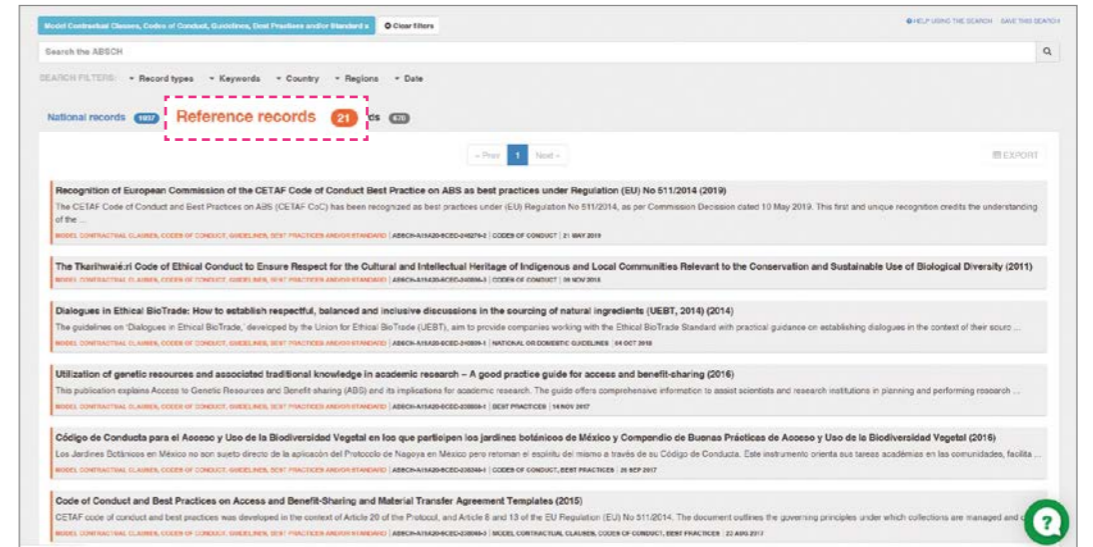 Model Contractual Clauses, Codes of Conduct, Guidelines, Best Practices and/or Standard x Clear filters
HELP USING THE SEARCH SAVE THIS SEARCH
Search the ABSCH
SEARCH FILTERS: Record types Keywords Country Regions Date
National records 1037 Reference records 21 ds 670
« Prev 1 Next »
EXPORT
Recognition of European Commission of the CETAF Code of Conduct Best Practice on ABS as best practices under Regulation (EU) No 511/2014 (2019)
The CETAF Code of Conduct and Best Practices on ABS (CETAF CoC) has been recognized as best practices under (EU) Regulation No 511/2014, as per Commission Decission dated 10 May 2019. This first and unique recognition credits the understanding
of the ...
MODEL CONTRACTUAL CLAUSES, CODES OF CONDUCT, GUIDELINES, BEST PRACTICES AND/OR STANDARD | | CODES OF CONDUCT | 21 MAY 2019
The Tkarihwaié:ri Code of Ethical Conduct to Ensure Respect for the Cultural and Intellectual Heritage of Indigenous and Local Communities Relevant to the Conservation and Sustainable Use of Biological Diversity (2011)
MODEL CONTRACTUAL CLAUSES, CODES OF CONDUCT, GUIDELINES, BEST PRACTICES AND/OR STANDARD | | CODES OF CONDUCT | 09 NOV 2018
Dialogues in Ethical BioTrade: How to establish respectful, balanced and inclusive discussions in the sourcing of natural ingredients (UEBT, 2014) (2014)
The guidelines on 'Dialogues in Ethical BioTrade,' developed by the Union for Ethical BioTrade (UEBT), aim to provide companies working with the Ethical BioTrade Standard with practical guidance on establishing dialogues in the context of their sourc ...
MODEL CONTRACTUAL CLAUSES, CODES OF CONDUCT, GUIDELINES, BEST PRACTICES AND/OR STANDARD | | NATIONAL OR DOMESTIC GUIDELINES | 04 OCT 2018
Utilization of genetic resources and associated traditional knowledge in academic research – A good practice guide for access and benefit-sharing (2016)
This publication explains Access to Genetic Resources and Benefit-sharing (ABS) and its implications for academic research. The guide offers comprehensive information to assist scientists and research institutions in planning and performing research ...
MODEL CONTRACTUAL CLAUSES, CODES OF CONDUCT, GUIDELINES, BEST PRACTICES AND/OR STANDARD | | BEST PRACTICES | 14 NOV 2017
Código de Conducta para el Acceso y Uso de la Biodiversidad Vegetal en los que participen los jardines botánicos de México y Compendio de Buenas Prácticas de Acceso y Uso de la Biodiversidad Vegetal (2016)
Los Jardines Botánicos en México no son sujeto directo de la aplicación del Protocolo de Nagoya en México pero retoman el espíritu del mismo a través de su Código de Conducta. Este instrumento orienta sus tareas académias en las comunidades, facilita ...
MODEL CONTRACTUAL CLAUSES, CODES OF CONDUCT, GUIDELINES, BEST PRACTICES AND/OR STANDARD | | CODES OF CONDUCT, BEST PRACTICES | SEP 2017
Code of Conduct and Best Practices on Access and Benefit-Sharing and Material Transfer Agreement Templates (2015)
CETAF code of conduct and best practices was developed in the context of Article 20 of the Protocol, and Article 8 and 13 of the EU Regulation (EU) No 511/2014. The document outlines the governing principles under which collections are managed and
MODEL CONTRACTUAL CLAUSES, CODES OF CONDUCT, GUIDELINES, BEST PRACTICES AND/OR STANDARD | | MODEL CONTRACTUAL CLAUSES, CODES OF CONDUCT, BEST PRACTICES | AUG 2017
?